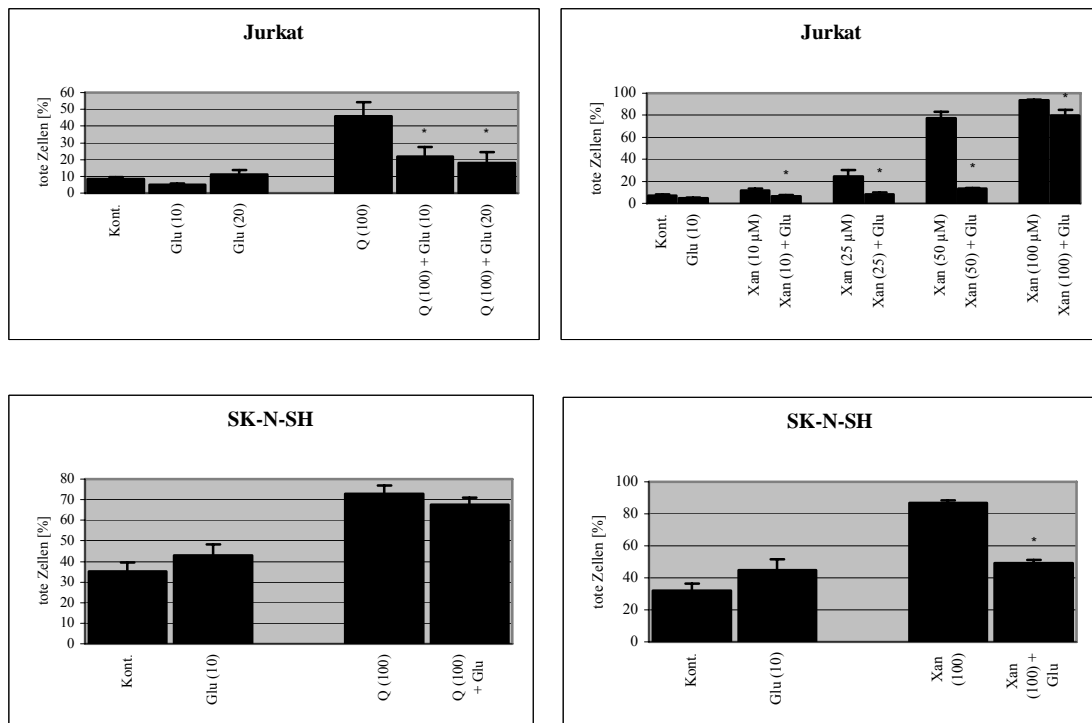 Jurkat
tote Zellen [%]
60
50
40
30
20
10
0
*
*
Kont.
Glu (10)
Glu (20)
Q (100)
Q (100) + Glu (10)
Q (100) + Glu (20)
Jurkat
tote Zellen [%]
100
80
60
40
20
0
*
*
*
*
Kont.
Glu (10)
Xan (10 µM)
Xan (10) + Glu
Xan (25 µM)
Xan (25) + Glu
Xan (50 µM)
Xan (50) + Glu
Xan (100 µM)
Xan (100) + Glu
SK-N-SH
tote Zellen [%]
80
70
60
50
40
30
20
10
0
Kont.
Glu (10)
Q (100)
Q (100)
+ Glu
SK-N-SH
tote Zellen [%]
100
80
60
40
20
0
*
Kont.
Glu (10)
Xan
(100)
Xan
(100) +
Glu